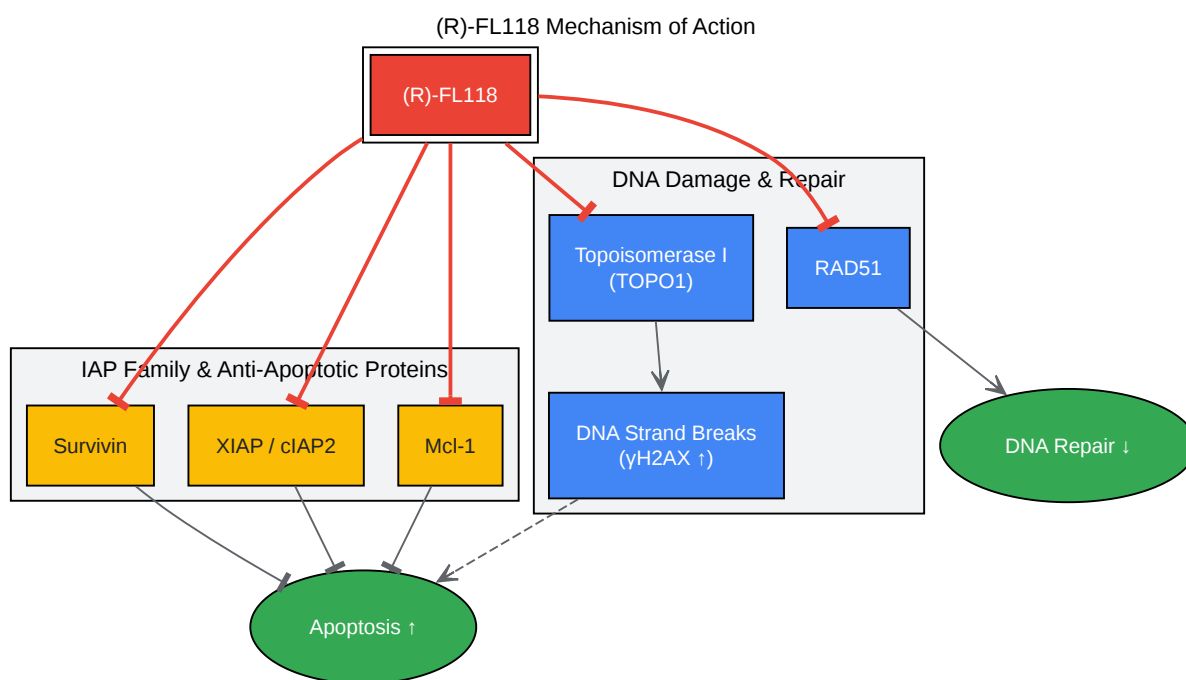 (R)-FL118 Mechanism of Action
(R)-FL118
DNA Damage & Repair
Topoisomerase I
(TOPO1)
RAD51
IAP Family & Anti-Apoptotic Proteins
Survivin
XIAP / cIAP2
Mcl-1
DNA Strand Breaks
(γH2AX ↑)
DNA Repair ↓
Apoptosis ↑